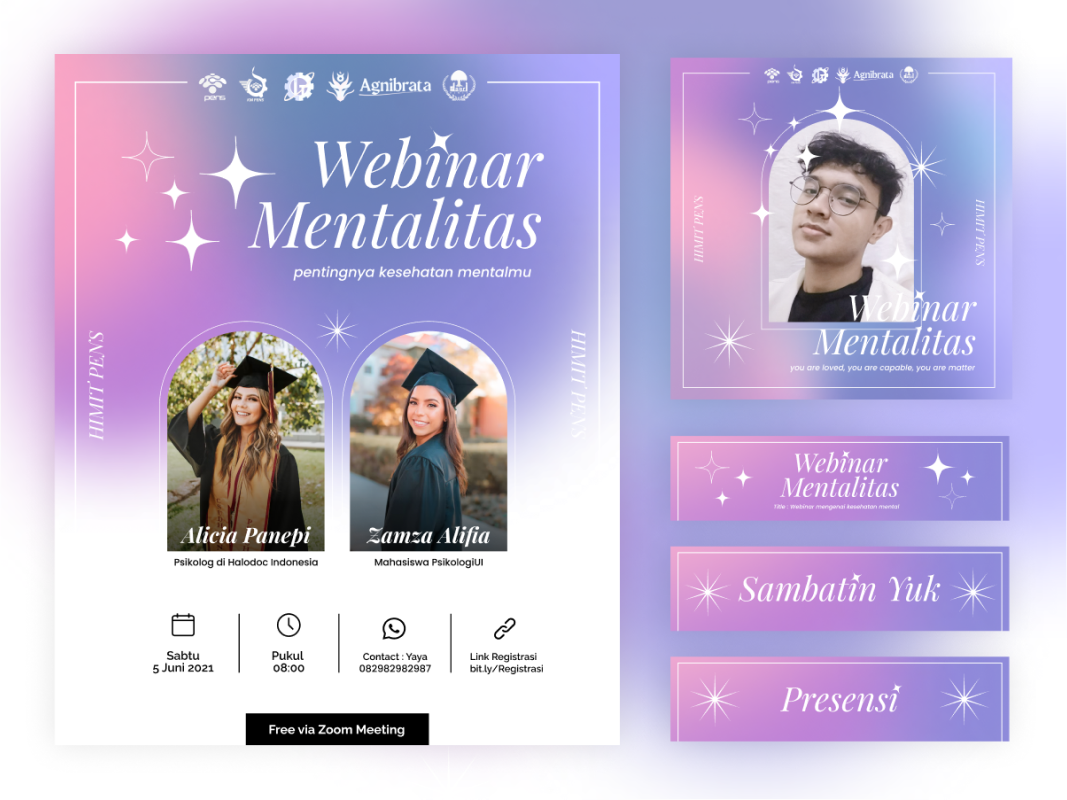 pens
Agnibrata
Webinar
Mentalitas
pentingnya kesehatan mentalmu
HIMIT PENS
HIMIT PENS
Alicia Panepi
Psikolog di Halodoc Indonesia
Zamza Alifia
Mahasiswa PsikologiUI
Sabtu
5 Juni 2021
Pukul
08:00
Contact : Yaya
082982982987
Link Registrasi
bit.ly/Registrasi
Free via Zoom Meeting
Agnibrata
HIMIT PENS
HIMIT PENS
Webinar
Mentalitas
you are loved, you are capable, you are matter
Webinar
Mentalitas
Title : Webinar mengenai kesehatan mental
Sambatin Yuk
Presensi